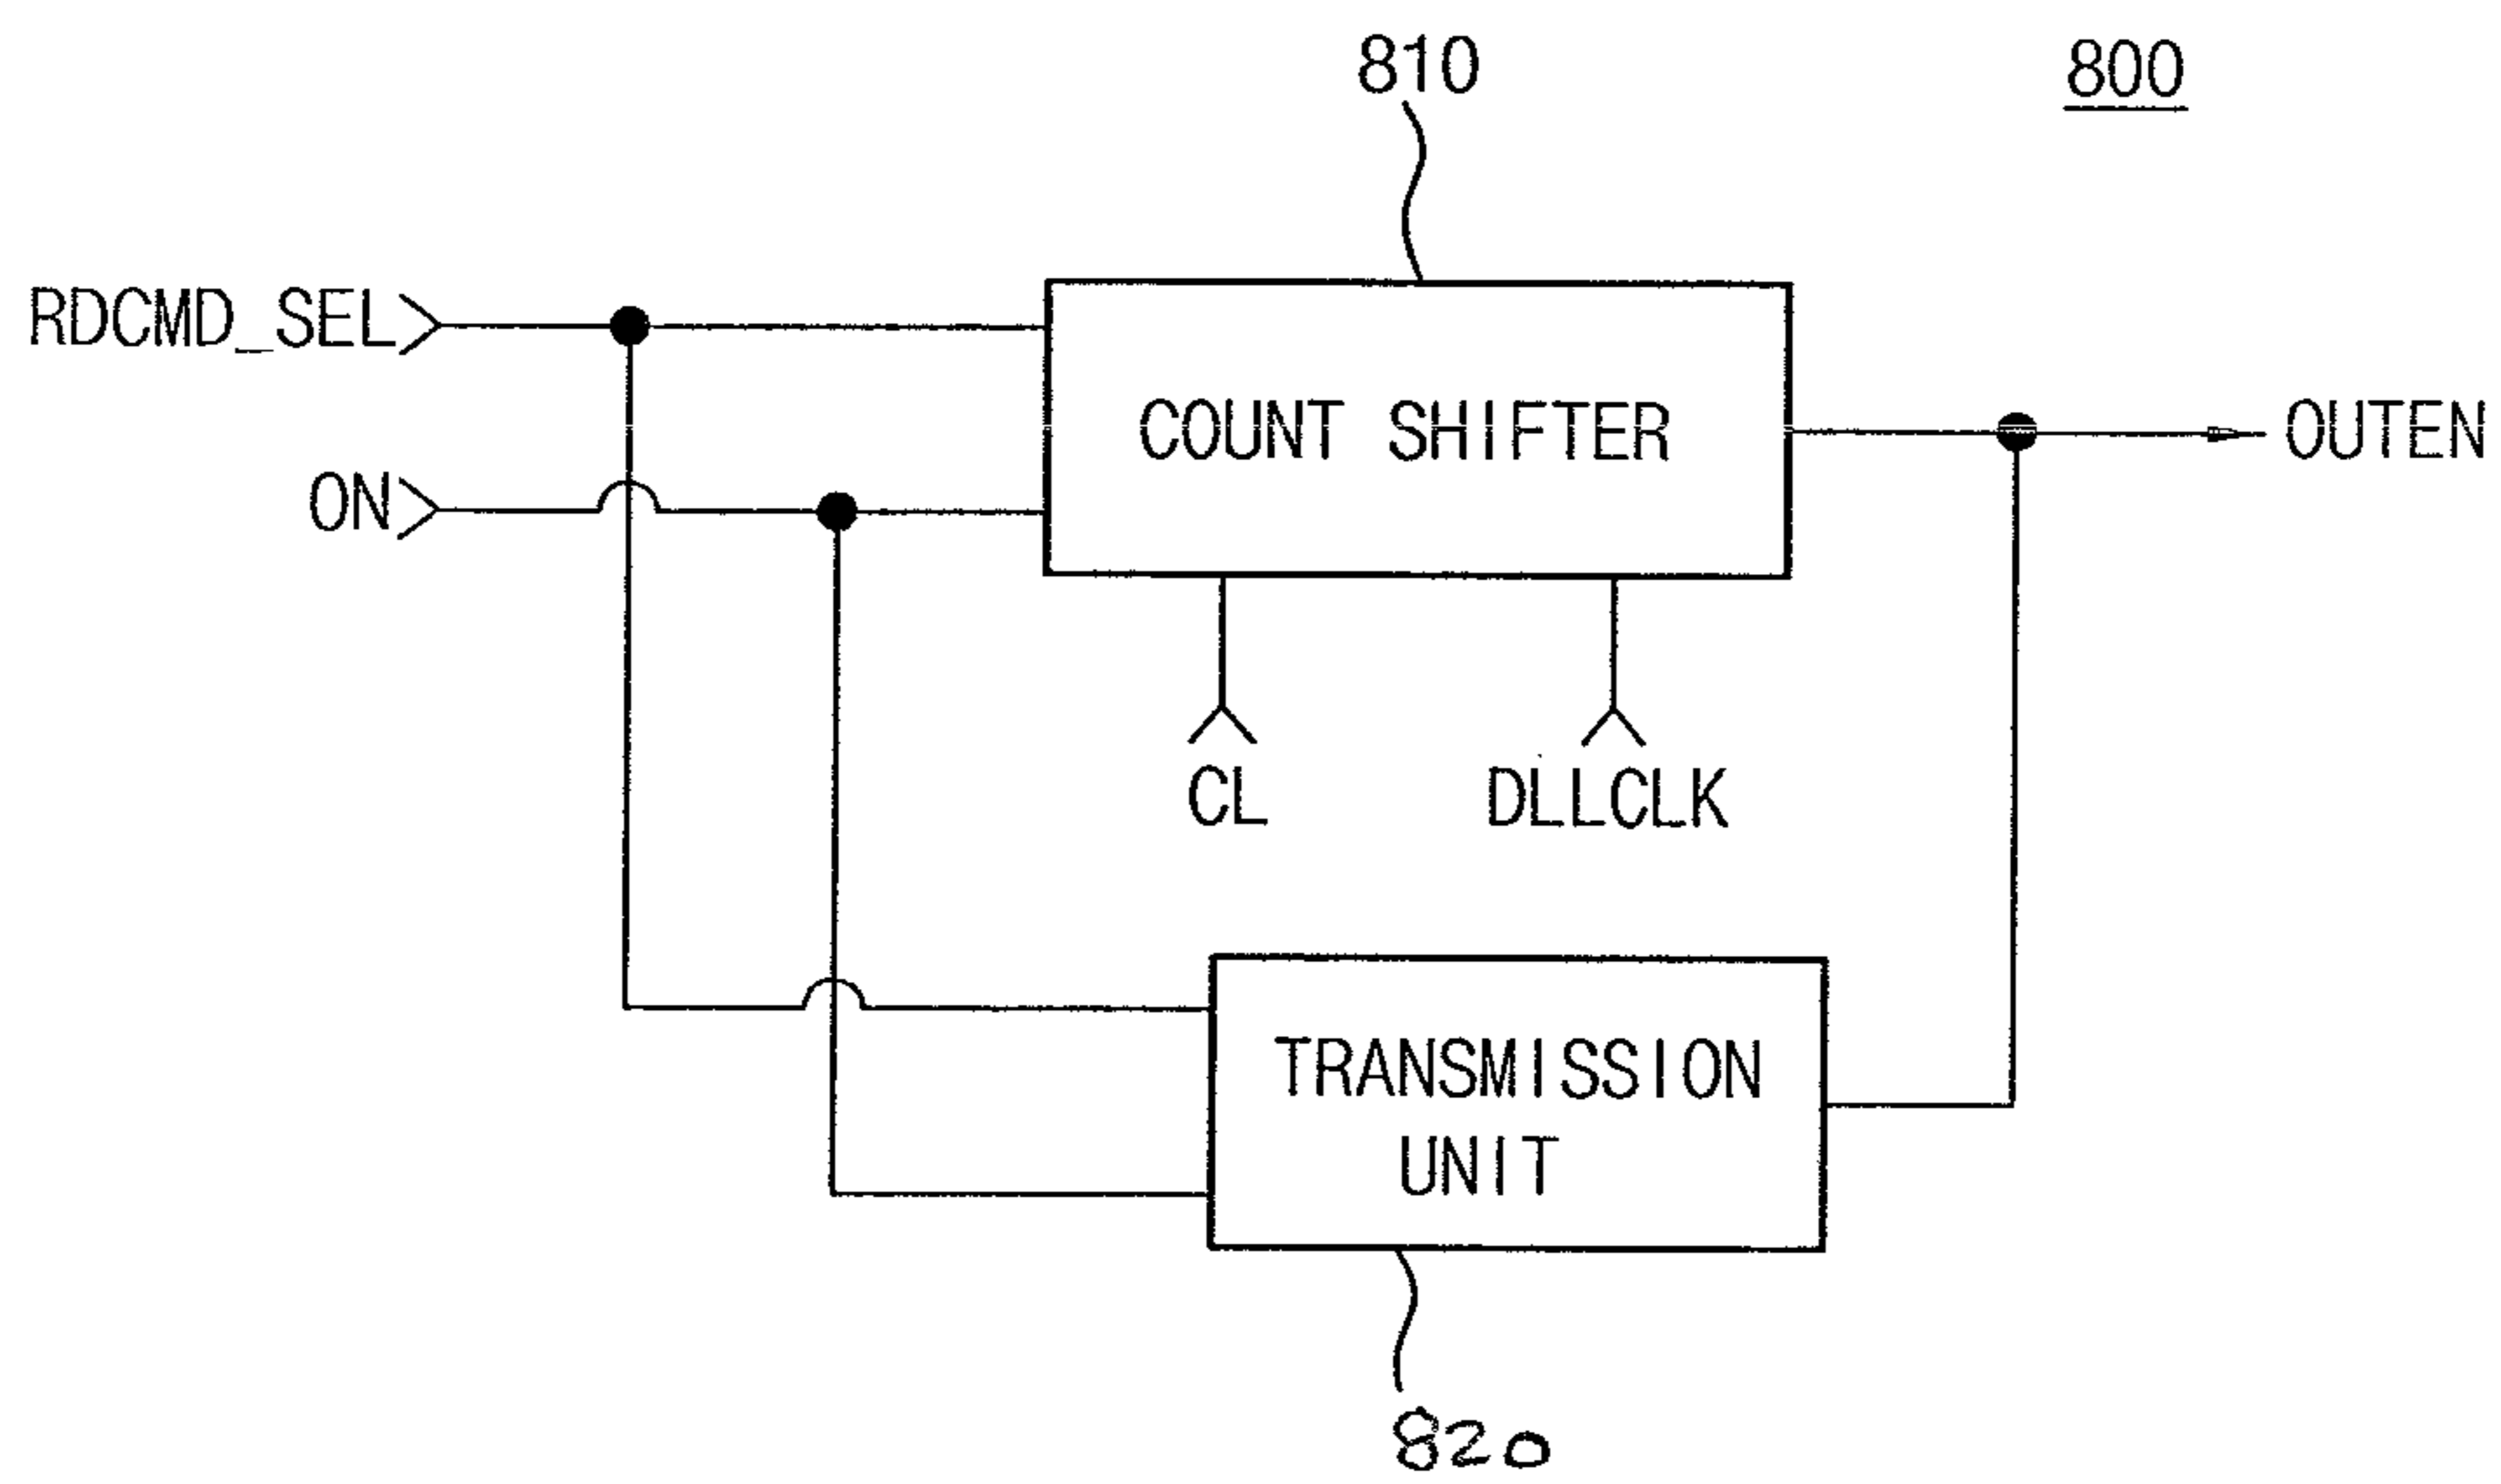 810
800
RDCMD_SEL
COUNT SHIFTER
OUTEN
ON
CL
DLLCLK
TRANSMISSION
UNIT
820